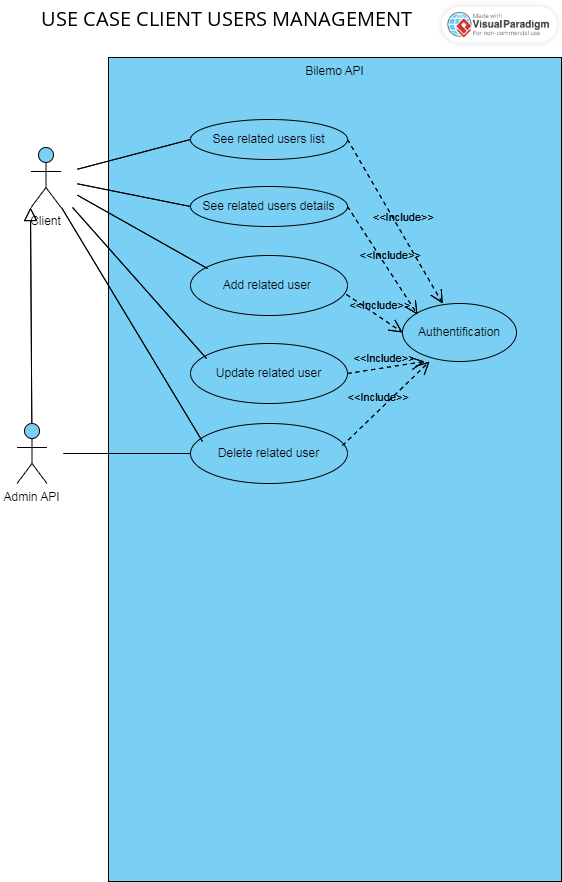 USE CASE CLIENT USERS MANAGEMENT
Made with
VisualParadigm
For non-commercial use
Bilemo API
See related users list
Client
<<Include>>
See related users details
<<Include>>
Add related user
<<Include>>
Authentification
Update related user
<<Include>>
<<Include>>
Delete related user
Admin API